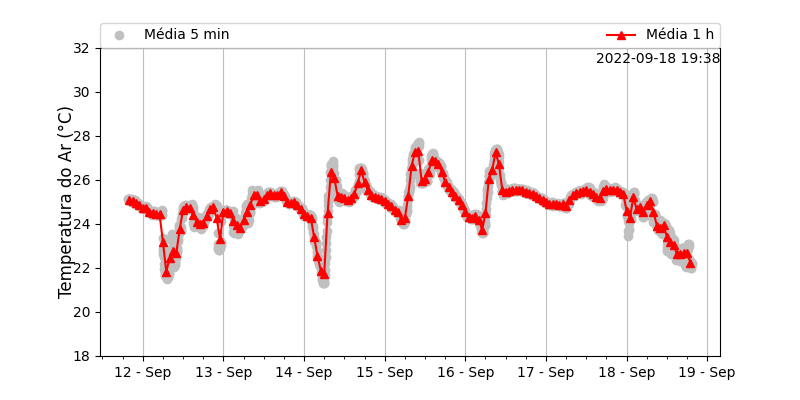 Média 5 min
Média 1 h
2022-09-18 19:38
Temperatura do Ar (°C)
32
30
28
26
24
22
20
18
12 - Sep
13 - Sep
14 - Sep
15 - Sep
16 - Sep
17 - Sep
18 - Sep
19 - Sep